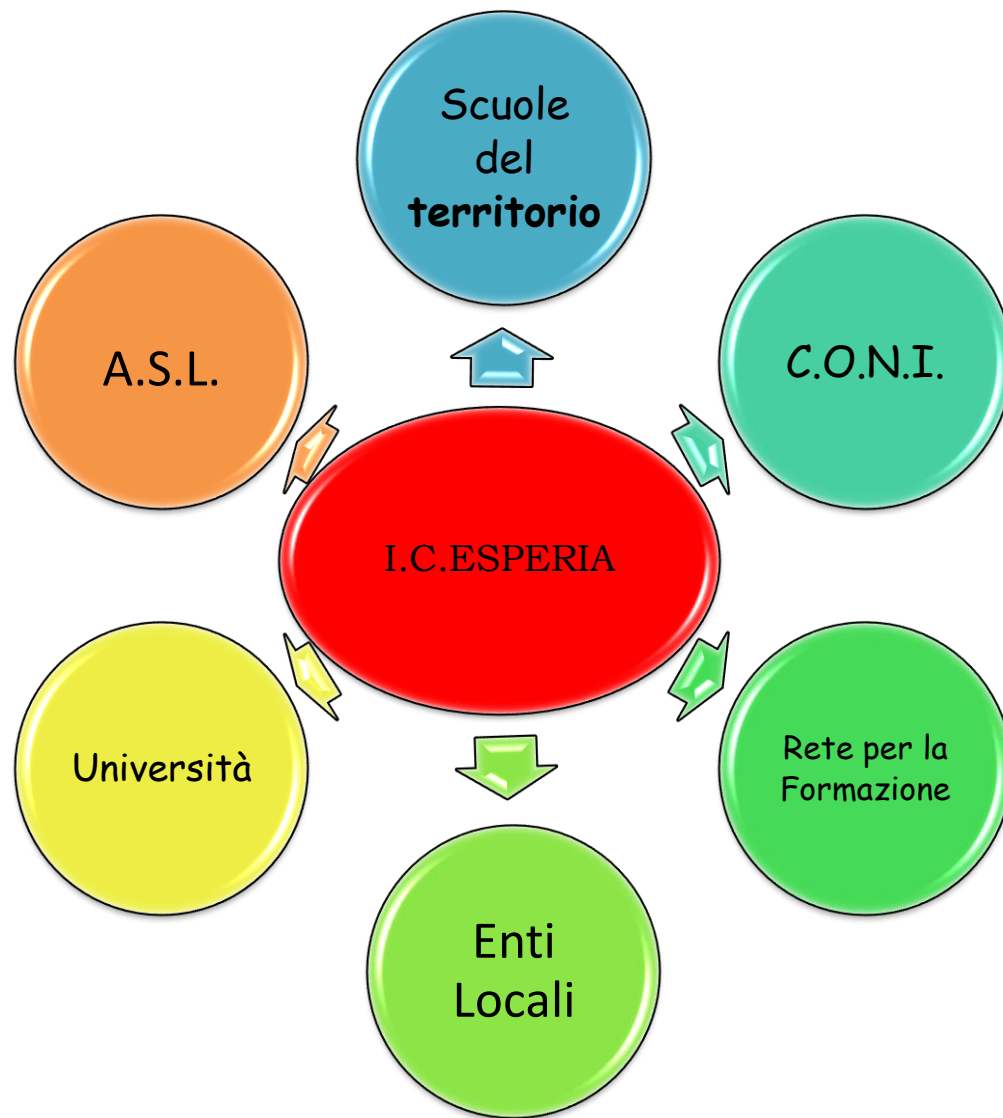 Scuole
del
territorio
A.S.L.
C.O.N.I.
I.C.ESPERIA
Università
Rete per la
Formazione
Enti
Locali